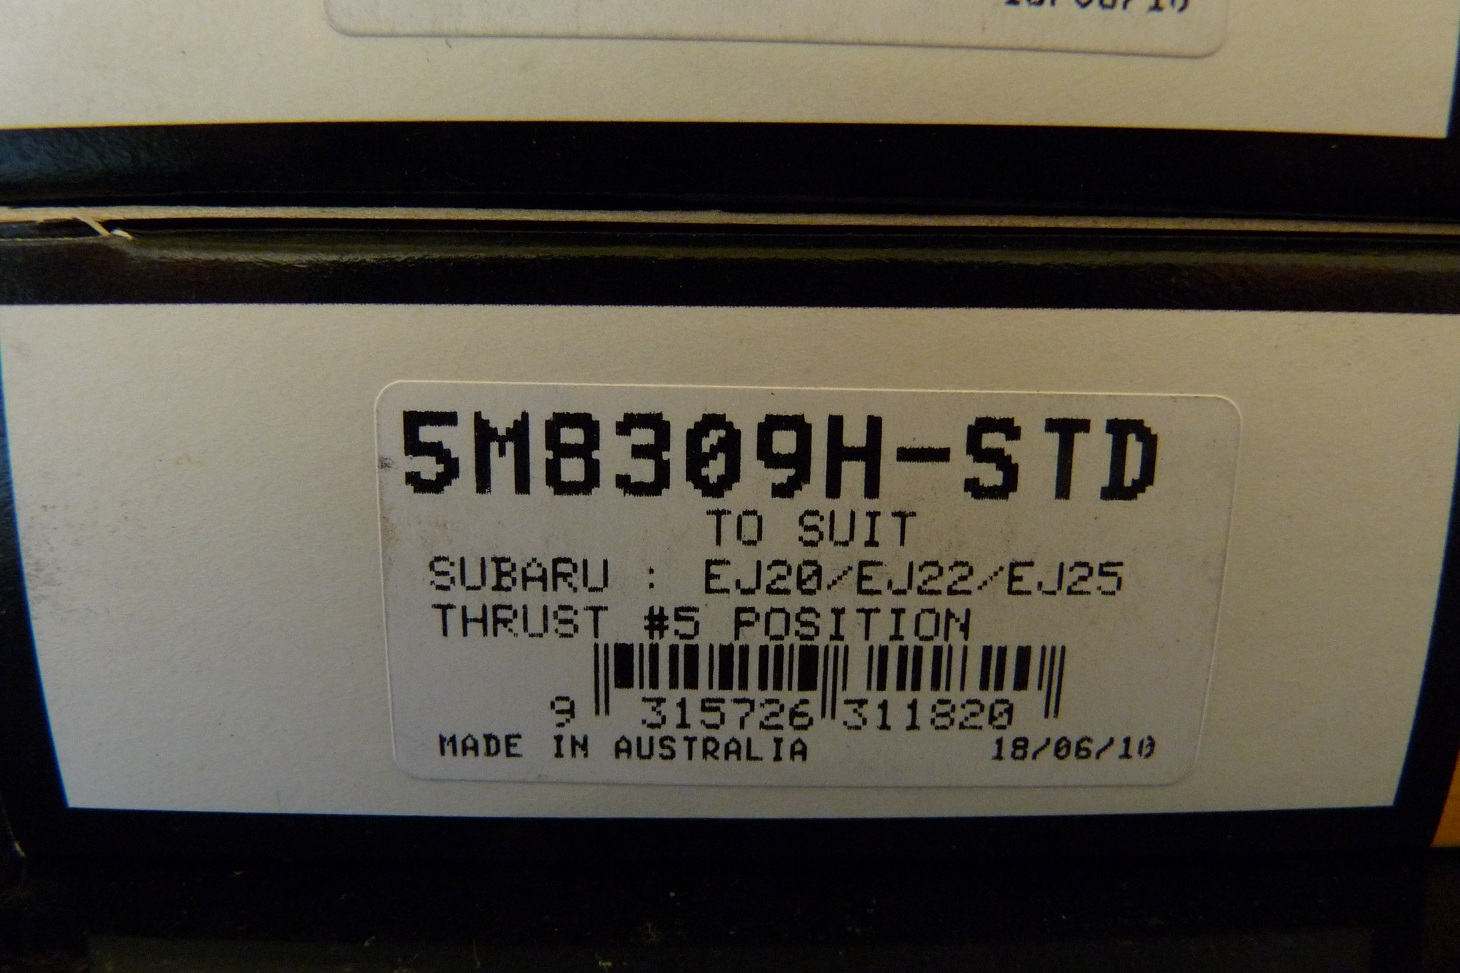 5M8309H-STD
TO SUIT
SUBARU : EJ20/EJ22/EJ25
THRUST #5 POSITION
9 315726 311820
MADE IN AUSTRALIA 18/06/10